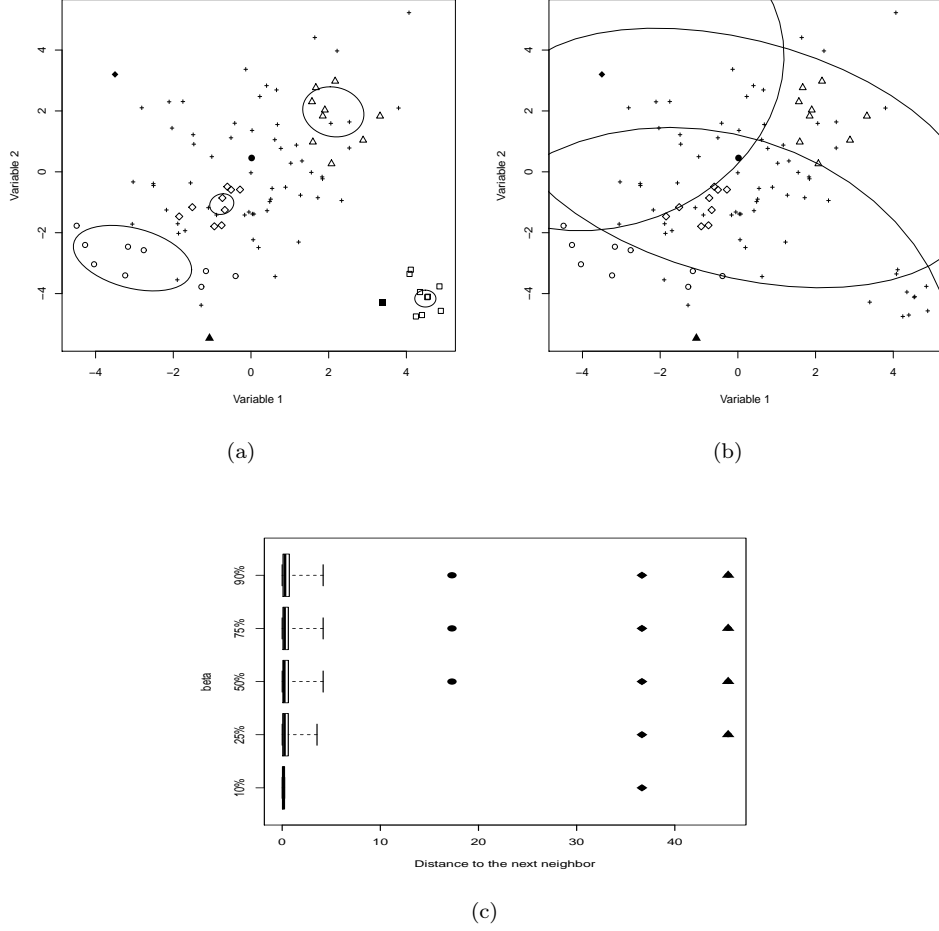 4
2
0
−2
−4
Variable 2
−4 −2 0 2 4
Variable 1
(a)
4
2
0
−2
−4
Variable 2
−4 −2 0 2 4
Variable 1
(b)
90%
75%
50%
25%
10%
beta
0 10 20 30 40
Distance to the next neighbor
(c)